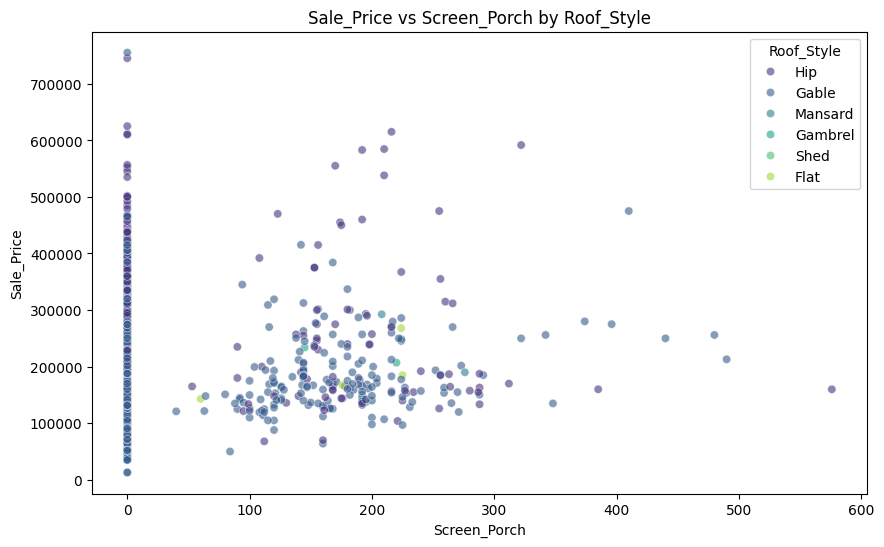 Sale_Price vs Screen_Porch by Roof_Style
Roof_Style
Hip
Gable
Mansard
Gambrel
Shed
Flat
Sale_Price
700000
600000
500000
400000
300000
200000
100000
0
0 100 200 300 400 500 600
Screen_Porch